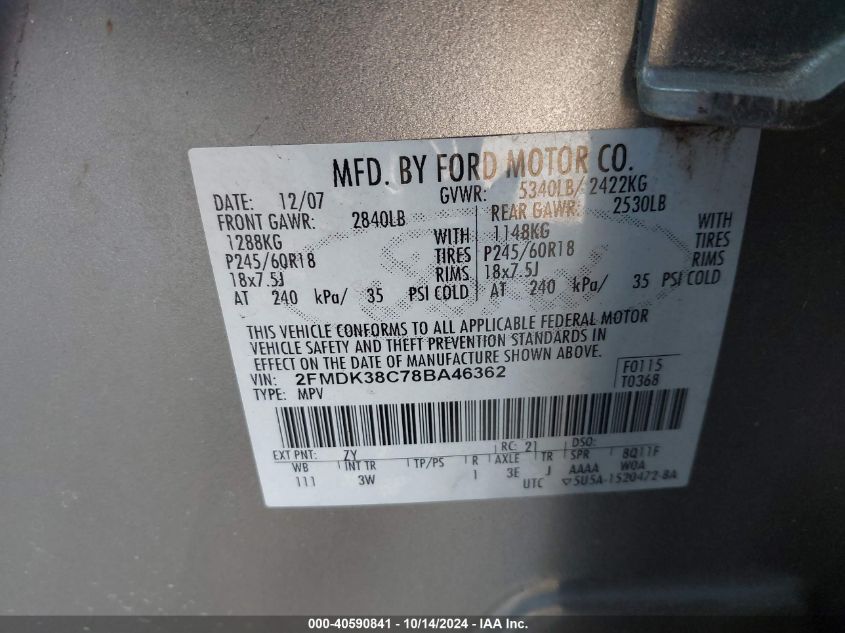 MFD. BY FORD MOTOR CO.
DATE: 12/07 GVWR: 5340LB/ 2422KG
FRONT GAWR: 2840LB REAR GAWR: 2530LB
1288KG WITH 1148KG WITH
P245/60R18 TIRES P245/60R18 TIRES
18x7.5J RIMS 18x7.5J RIMS
AT 240 kPa/ 35 PSI COLD AT 240 kPa/ 35 PSI COLD
THIS VEHICLE CONFORMS TO ALL APPLICABLE FEDERAL MOTOR
VEHICLE SAFETY AND THEFT PREVENTION STANDARDS IN
EFFECT ON THE DATE OF MANUFACTURE SHOWN ABOVE.
VIN: 2FMDK38C78BA46362 F0115
TYPE: MPV T0368
EXT PNT: ZY RC: 21 DSO:
WB INT TR TP/PS R AXLE TR SPR 8Q11F
111 3W 1 3E J AAAA W0A
UTC ▽5U5A-1520472-BA
000-40590841 - 10/14/2024 - IAA Inc.